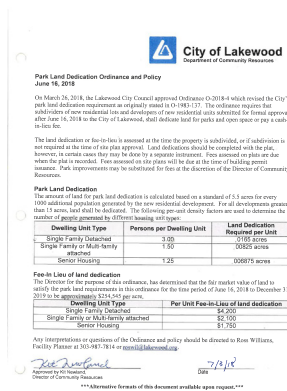 City of Lakewood
Department of Community Resources
Park Land Dedication Ordinance and Policy
June 16, 2018
On March 26, 2018, the Lakewood City Council approved Ordinance O-2018-4 which revised the City'
park land dedication requirement as originally stated in O-1983-137. The ordinance requires that
subdividers of new residential lots and developers of new residential units submitted for formal approva
after June 16, 2018 to the City of Lakewood, shall dedicate land for parks and open space or pay a cash
in-lieu fee.
The land dedication or fee-in-lieu is assessed at the time the property is subdivided, or if subdivision is
not required at the time of site plan approval. Land dedications should be completed with the plat,
however, in certain cases they may be done by a separate instrument. Fees assessed on plats are due
when the plat is recorded. Fees assessed on site plans will be due at the time of building permit
issuance. Park improvements may be substituted for fees at the discretion of the Director of Communit
Resources.
Park Land Dedication
The amount of land for park land dedication is calculated based on a standard of 5.5 acres for every
1000 additional population generated by the new residential development. For all developments greate
than 15 acres, land shall be dedicated. The following per-unit density factors are used to determine the
number of people generated by different housing unit types:
Dwelling Unit Type Persons per unit Land Dedication Required per Unit
Single Family Detached 3.00 .0165 acres
Single Family or Multi-family attached 1.50 .00825 acres
Senior Housing 1.25 .006875 acres
Fee-In Lieu of Land Dedication
The Director for the purpose of this ordinance, has determined that the fair market value of land to
satisfy the park land requirements in this ordinance for the time period of June 16, 2018 to December 3
2019 to be approximately $254,545 per acre.
Dwelling Unit Type Per Unit Fee-in-Lieu of land dedication
Single Family Detached $4,200
Single Family or Multi-family attached $2,100
Senior Housing $1,750
Any interpretations or questions of the Ordinance and policy should be directed to Ross Williams,
Facility Planner at 303-987-7814 or
Kit Newland
Approved by Kit Newland,
Director of Community Resources
Date
***Alternative formats of this document available upon request.***